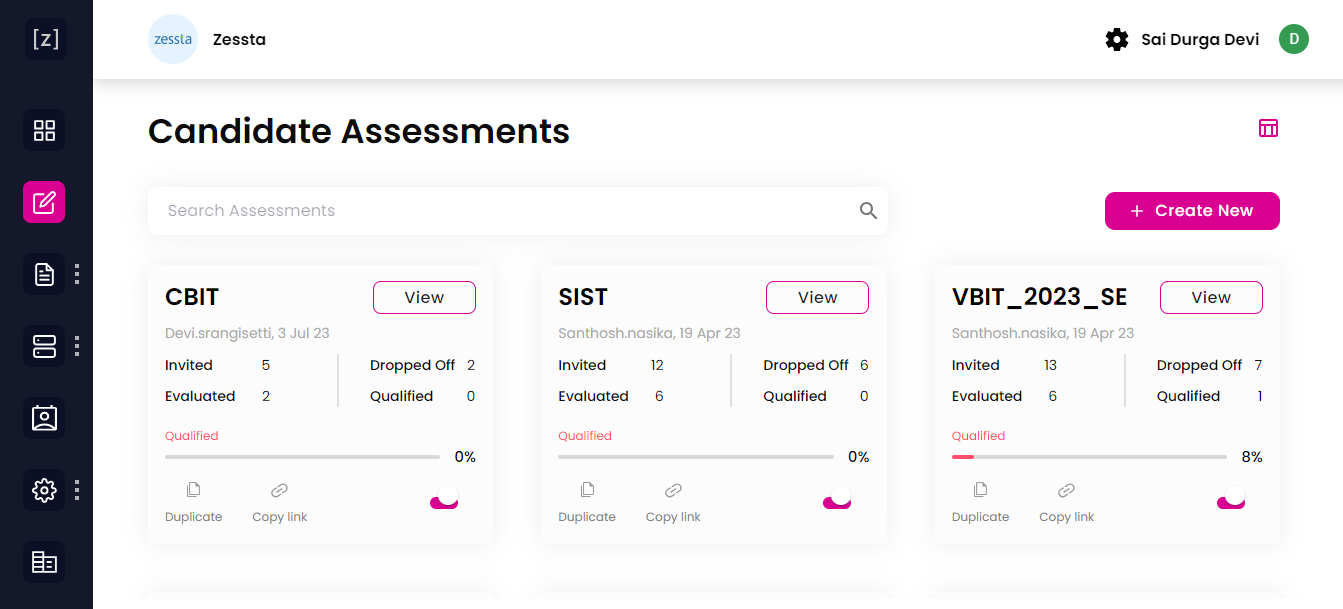 [z]
zessta
Zessta
Sai Durga Devi
D
Candidate Assessments
Search Assessments
+ Create New
CBIT
View
Devi.srangisetti, 3 Jul 23
Invited 5
Dropped Off 2
Evaluated 2
Qualified 0
Qualified
0%
Duplicate
Copy link
SIST
View
Santhosh.nasika, 19 Apr 23
Invited 12
Dropped Off 6
Evaluated 6
Qualified 0
Qualified
0%
Duplicate
Copy link
VBIT_2023_SE
View
Santhosh.nasika, 19 Apr 23
Invited 13
Dropped Off 7
Evaluated 6
Qualified 1
Qualified
8%
Duplicate
Copy link